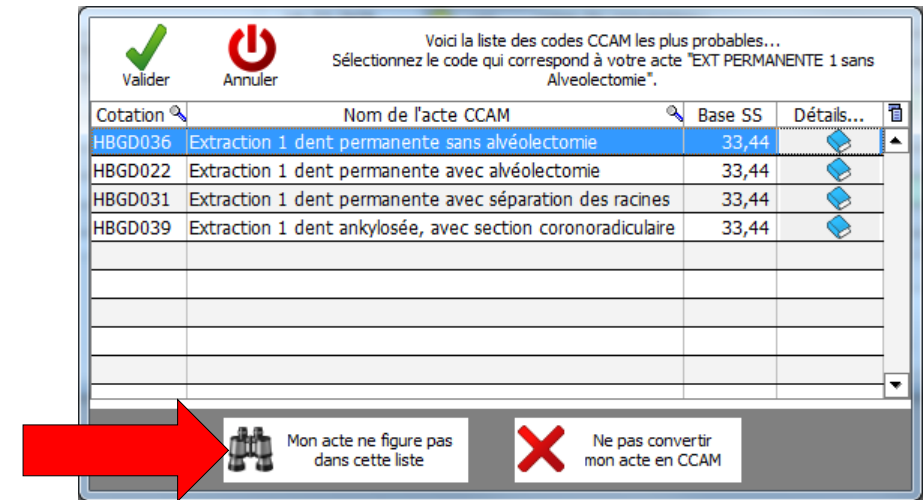 Voici la liste des codes CCAM les plus probables...
Sélectionnez le code qui correspond à votre acte "EXT PERMANENTE 1 sans
Alveolectomie".
Valider
Annuler
Cotation Nom de l'acte CCAM Base SS Détails...
HBGD036 Extraction 1 dent permanente sans alvéolectomie 33,44
HBGD022 Extraction 1 dent permanente avec alvéolectomie 33,44
HBGD031 Extraction 1 dent permanente avec séparation des racines 33,44
HBGD039 Extraction 1 dent ankylosée, avec section coronoradiculaire 33,44
Mon acte ne figure pas
dans cette liste
Ne pas convertir
mon acte en CCAM